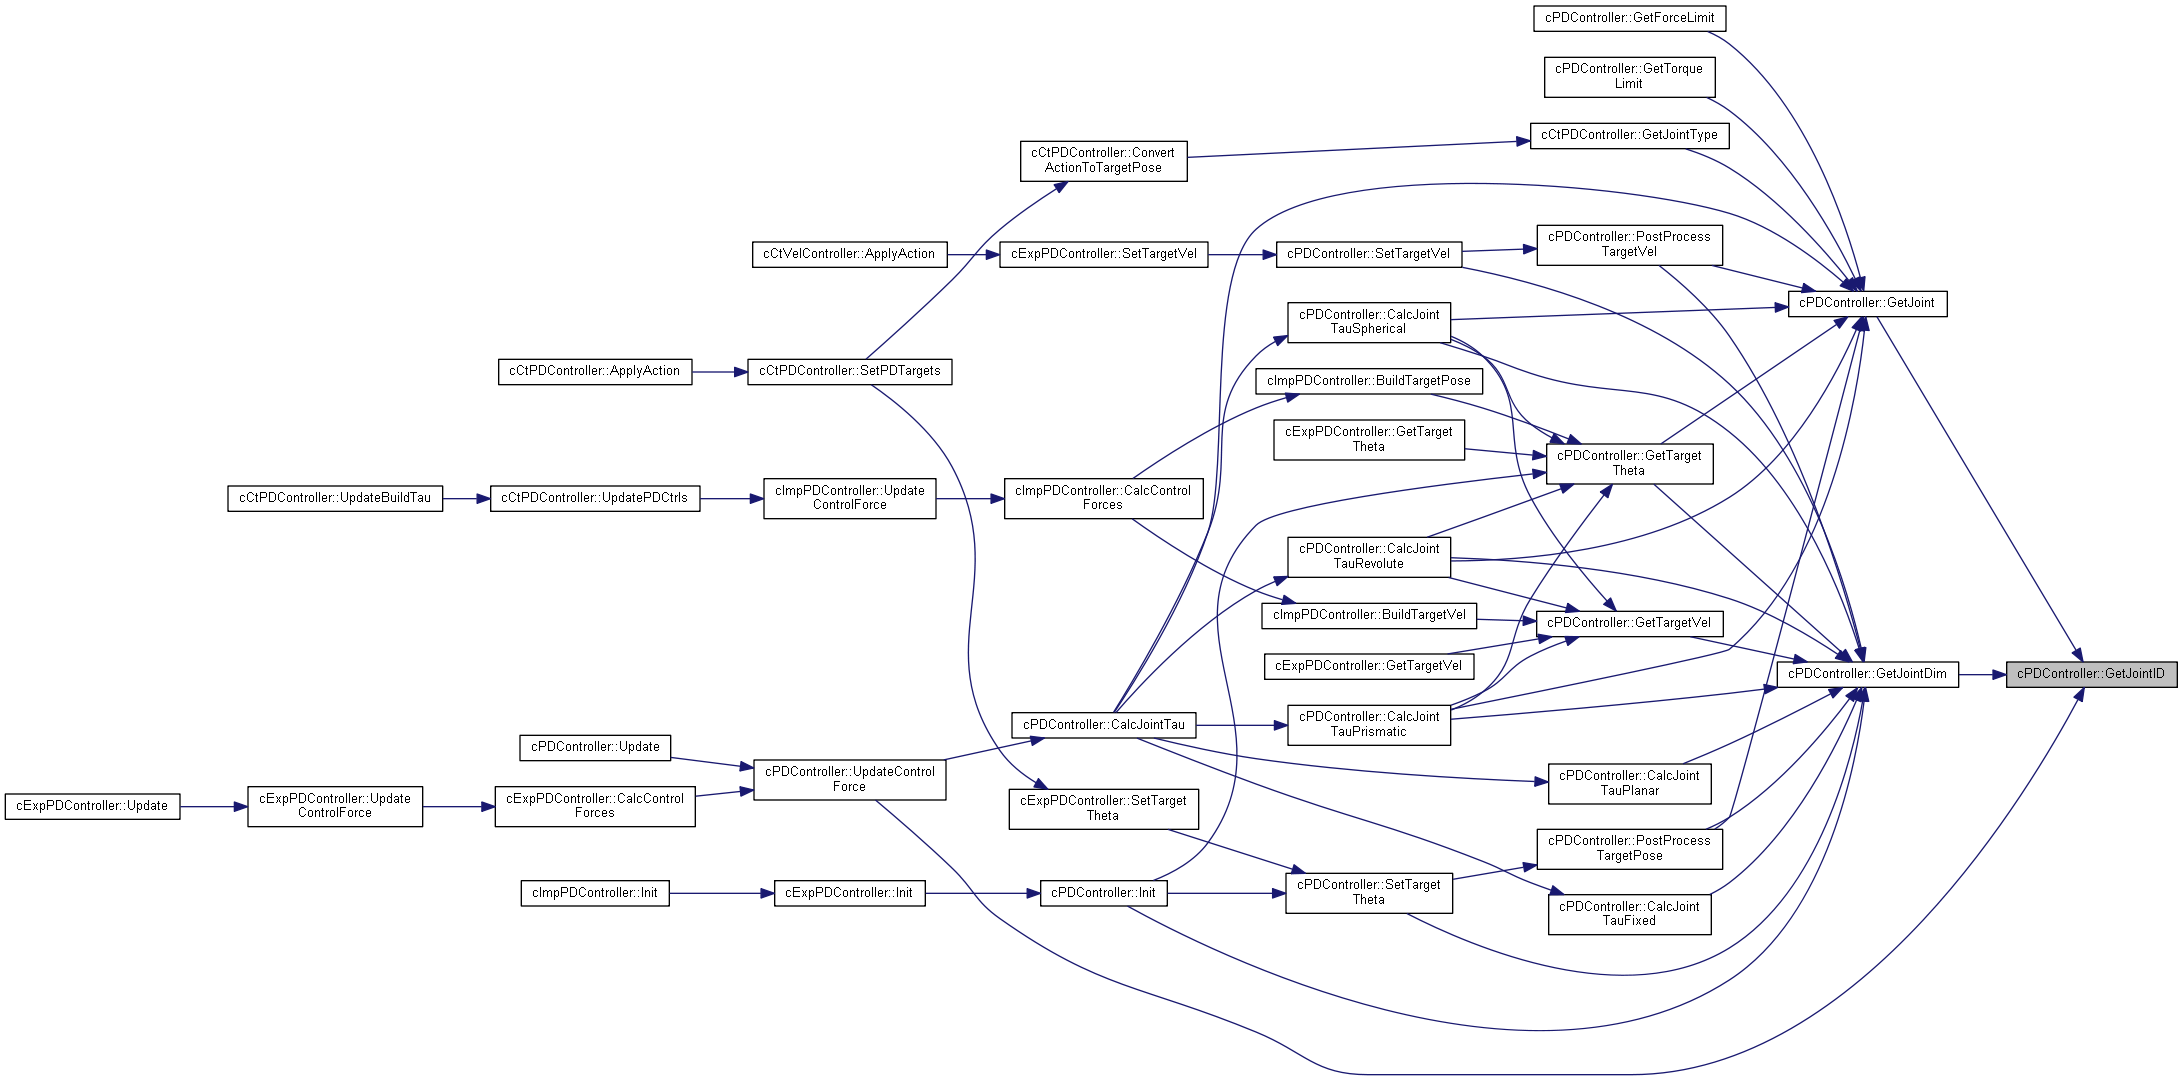 cPDController::GetForceLimit
cPDController::GetTorque
Limit
cCtPDController::GetJointType
cCtPDController::Convert
ActionToTargetPose
cPDController::PostProcess
TargetVel
cCtVelController::ApplyAction
cExpPDController::SetTargetVel
cPDController::SetTargetVel
cPDController::GetJoint
cPDController::CalcJoint
TauSpherical
cCtPDController::ApplyAction
cCtPDController::SetPDTargets
cImpPDController::BuildTargetPose
cExpPDController::GetTarget
Theta
cPDController::GetTarget
Theta
cCtPDController::UpdateBuildTau
cCtPDController::UpdatePDCtrls
cImpPDController::Update
ControlForce
cImpPDController::CalcControl
Forces
cPDController::CalcJoint
TauRevolute
cImpPDController::BuildTargetVel
cPDController::GetTargetVel
cExpPDController::GetTargetVel
cPDController::GetJointDim
cPDController::GetJointID
cPDController::CalcJointTau
cPDController::CalcJoint
TauPrismatic
cPDController::Update
cPDController::UpdateControl
Force
cPDController::CalcJoint
TauPlanar
cExpPDController::Update
cExpPDController::Update
ControlForce
cExpPDController::CalcControl
Forces
cExpPDController::SetTarget
Theta
cPDController::PostProcess
TargetPose
cImpPDController::Init
cExpPDController::Init
cPDController::Init
cPDController::SetTarget
Theta
cPDController::CalcJoint
TauFixed